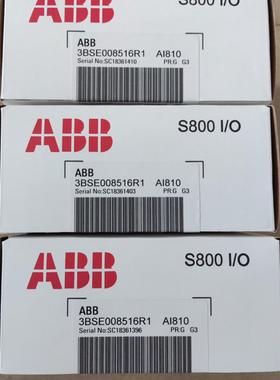 ABB
ABB
3BSE008516R1 AI810
Serial No:SC18361410 PR:G G3
ABB
S800 I/O
ABB
3BSE008516R1 AI810
Serial No:SC18361403 PR:G G3
ABB
S800 I/O
ABB
3BSE008516R1 AI810
Serial No:SC18361396 PR:G G3